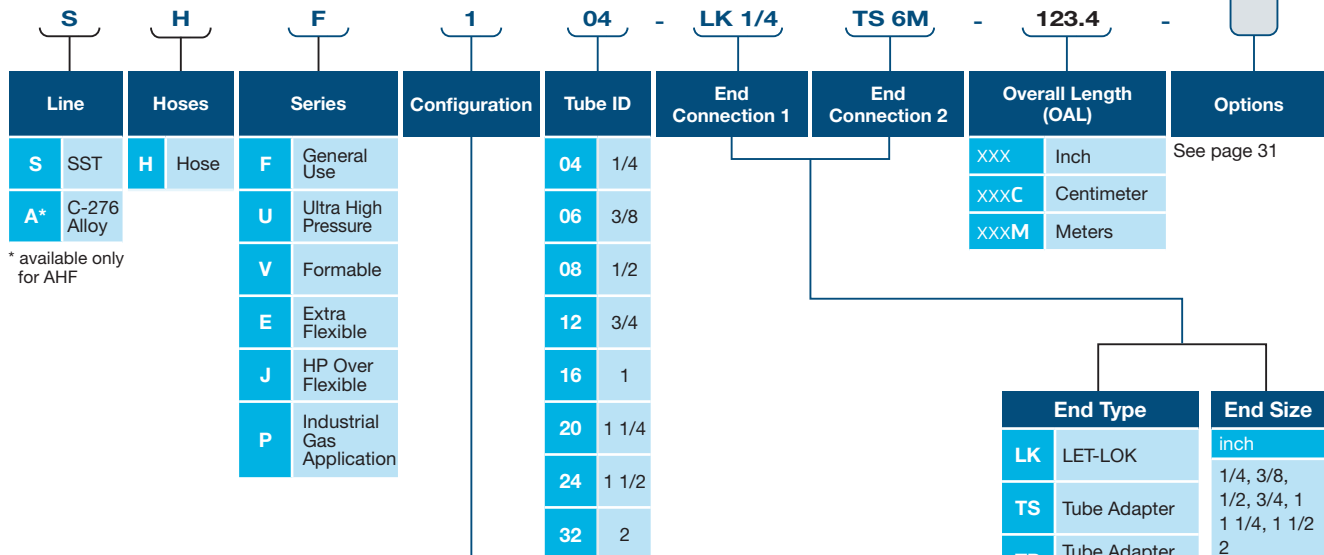 S H F 1 04 - LK 1/4 TS 6M - 123.4 -
Line Hoses Series Configuration Tube ID End Connection 1 End Connection 2 Overall Length (OAL) Options
S SST
A* C-276 Alloy
* available only
for AHF
H Hose
F General Use
U Ultra High Pressure
V Formable
E Extra Flexible
J HP Over Flexible
P Industrial Gas Application
04 1/4
06 3/8
08 1/2
12 3/4
16 1
20 1 1/4
24 1 1/2
32 2
XXX Inch
XXXC Centimeter
XXXM Meters
See page 31
End Type
LK LET-LOK
TS Tube Adapter
Tube Adapter
End Size
inch
1/4, 3/8,
1/2, 3/4, 1
1 1/4, 1 1/2
2